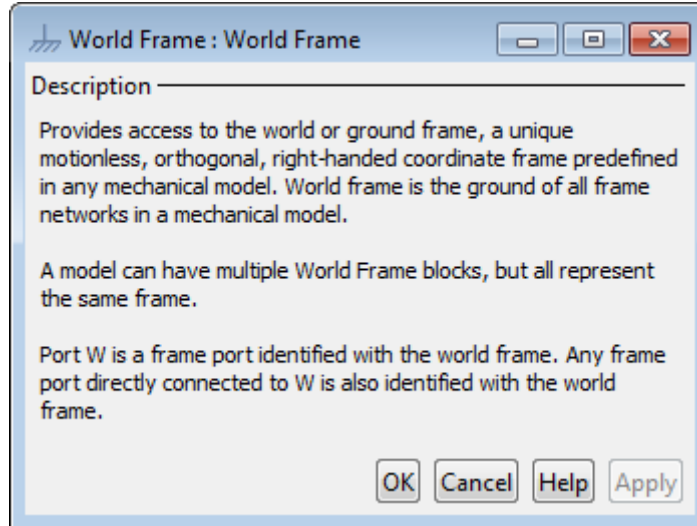 World Frame : World Frame
Description
Provides access to the world or ground frame, a unique
motionless, orthogonal, right-handed coordinate frame predefined
in any mechanical model. World frame is the ground of all frame
networks in a mechanical model.
A model can have multiple World Frame blocks, but all represent
the same frame.
Port W is a frame port identified with the world frame. Any frame
port directly connected to W is also identified with the world
frame.
OK Cancel Help Apply